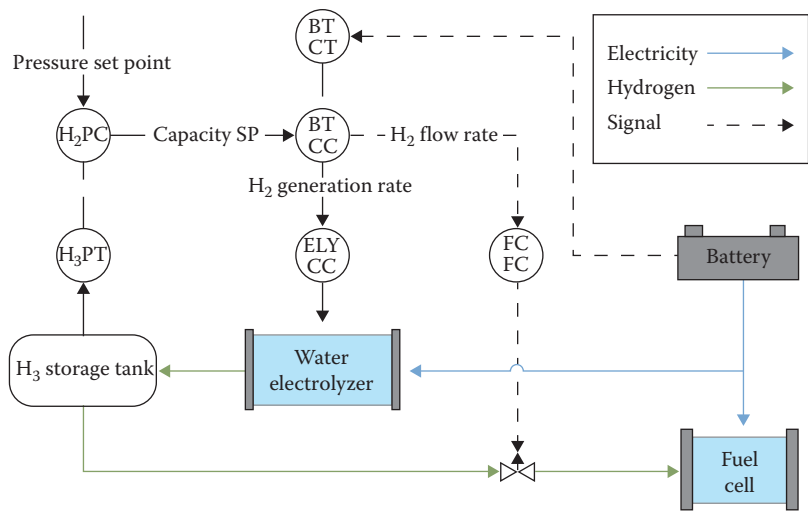 BT
CT
Electricity
Pressure set point
Hydrogen
Signal
H₂PC
Capacity SP
BT
CC
H₂ flow rate
H₂ generation rate
H₃PT
ELY
CC
FC
FC
Battery
H₃ storage tank
Water
electrolyzer
Fuel
cell